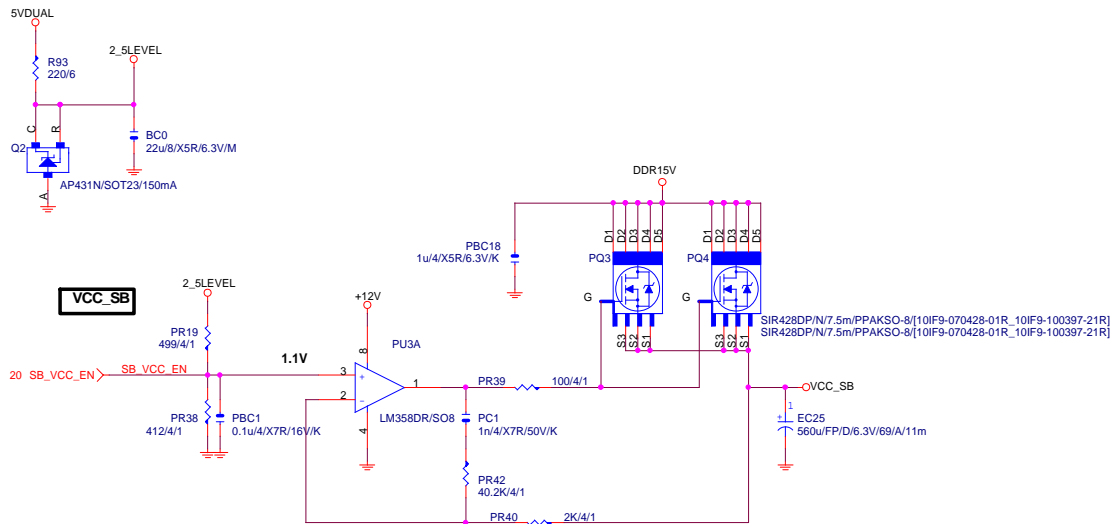 5VDUAL
R93
220/6
2_5LEVEL
C
R
Q2
BC0
22u/8/X5R/6.3V/M
AP431N/SOT23/150mA
A
DDR15V
D1
D2
D3
D4
D5
D1
D2
D3
D4
D5
PBC18
1u/4/X5R/6.3V/K
PQ3
PQ4
G
G
S3
S2
S1
S3
S2
S1
SIR428DP/N/7.5m/PPAKSO-8/[10IF9-070428-01R_10IF9-100397-21R]
SIR428DP/N/7.5m/PPAKSO-8/[10IF9-070428-01R_10IF9-100397-21R]
VCC_SB
2_5LEVEL
+12V
PR19
499/4/1
1.1V
PU3A
8
20 SB_VCC_EN
SB_VCC_EN
3
+
2
-
1
4
LM358DR/SO8
PR39
100/4/1
PR38
412/4/1
PBC1
0.1u/4/X7R/16V/K
PC1
1n/4/X7R/50V/K
VCC_SB
1
+
EC25
560u/FP/D/6.3V/69/A/11m
PR42
40.2K/4/1
PR40
2K/4/1